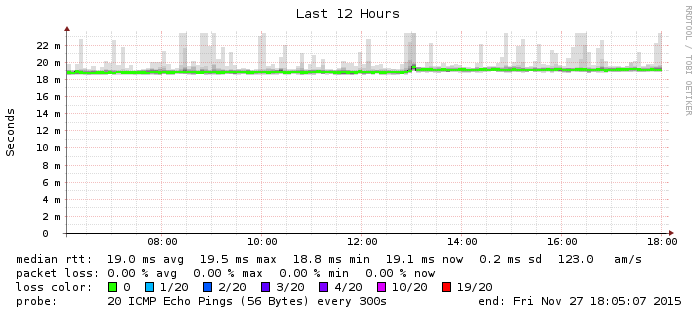 Last 12 Hours
RRDTOOL / TOBI OETIKER
Seconds
22 m
20 m
18 m
16 m
14 m
12 m
10 m
8 m
6 m
4 m
2 m
0
08:00 10:00 12:00 14:00 16:00 18:00
median rtt: 19.0 ms avg 19.5 ms max 18.8 ms min 19.1 ms now 0.2 ms sd 123.0 am/s
packet loss: 0.00 % avg 0.00 % max 0.00 % min 0.00 % now
loss color: 0 1/20 2/20 3/20 4/20 10/20 19/20
probe: 20 ICMP Echo Pings (56 Bytes) every 300s end: Fri Nov 27 18:05:07 2015